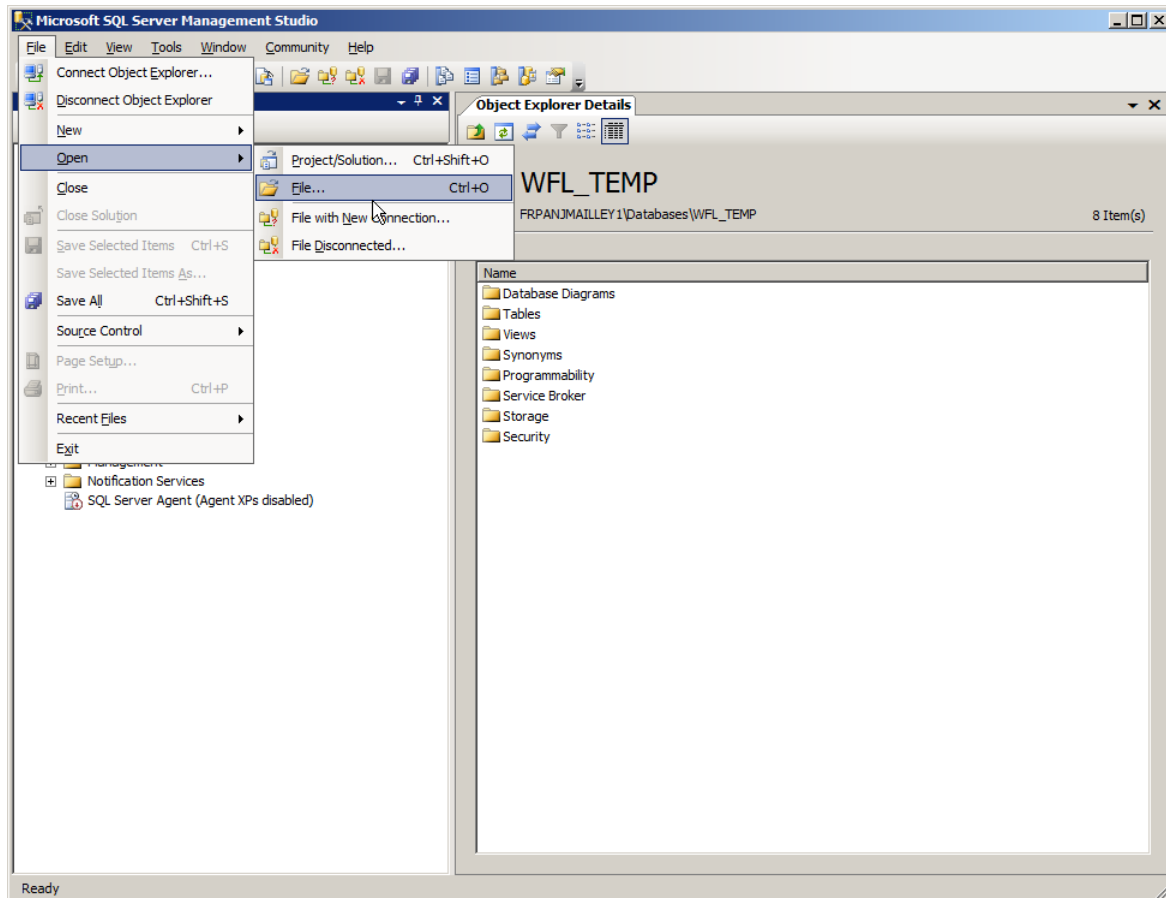 Microsoft SQL Server Management Studio
File Edit View Tools Window Community Help
Connect Object Explorer...
Disconnect Object Explorer
New
Open
Close
Close Solution
Save Selected Items Ctrl+S
Save Selected Items As...
Save All Ctrl+Shift+S
Source Control
Page Setup...
Print... Ctrl+P
Recent Files
Exit
Project/Solution... Ctrl+Shift+O
File... Ctrl+O
File with New Connection...
File Disconnected...
Management
Notification Services
SQL Server Agent (Agent XPs disabled)
Object Explorer Details
WFL_TEMP
FRPANJMAILLEY1\Databases\WFL_TEMP 8 Item(s)
Name
Database Diagrams
Tables
Views
Synonyms
Programmability
Service Broker
Storage
Security
Ready